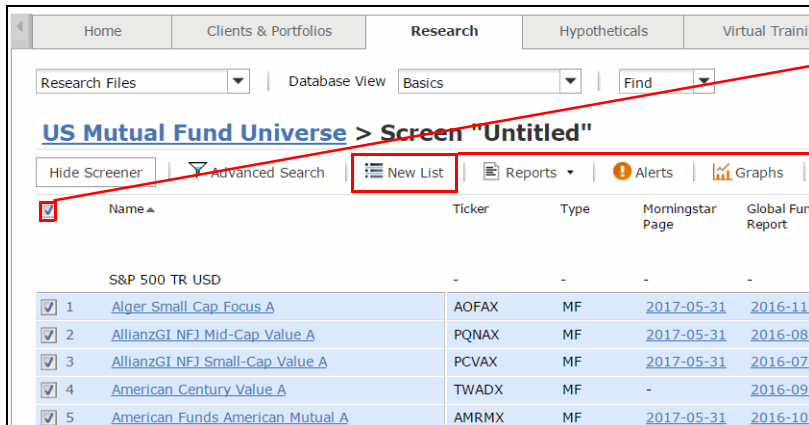 Home Clients & Portfolios Research Hypotheticals Virtual Traini
Research Files Database View Basics Find
US Mutual Fund Universe > Screen "Untitled"
Hide Screener Advanced Search New List Reports Alerts Graphs
Name Ticker Type Morningstar Page Global Fun Report
S&P 500 TR USD - - - -
1 Alger Small Cap Focus A AOFAX MF 2017-05-31 2016-11
2 AllianzGI NFJ Mid-Cap Value A PQNAX MF 2017-05-31 2016-08
3 AllianzGI NFJ Small-Cap Value A PCVAX MF 2017-05-31 2016-07
4 American Century Value A TWADX MF - 2016-09
5 American Funds American Mutual A AMRMX MF 2017-05-31 2016-10